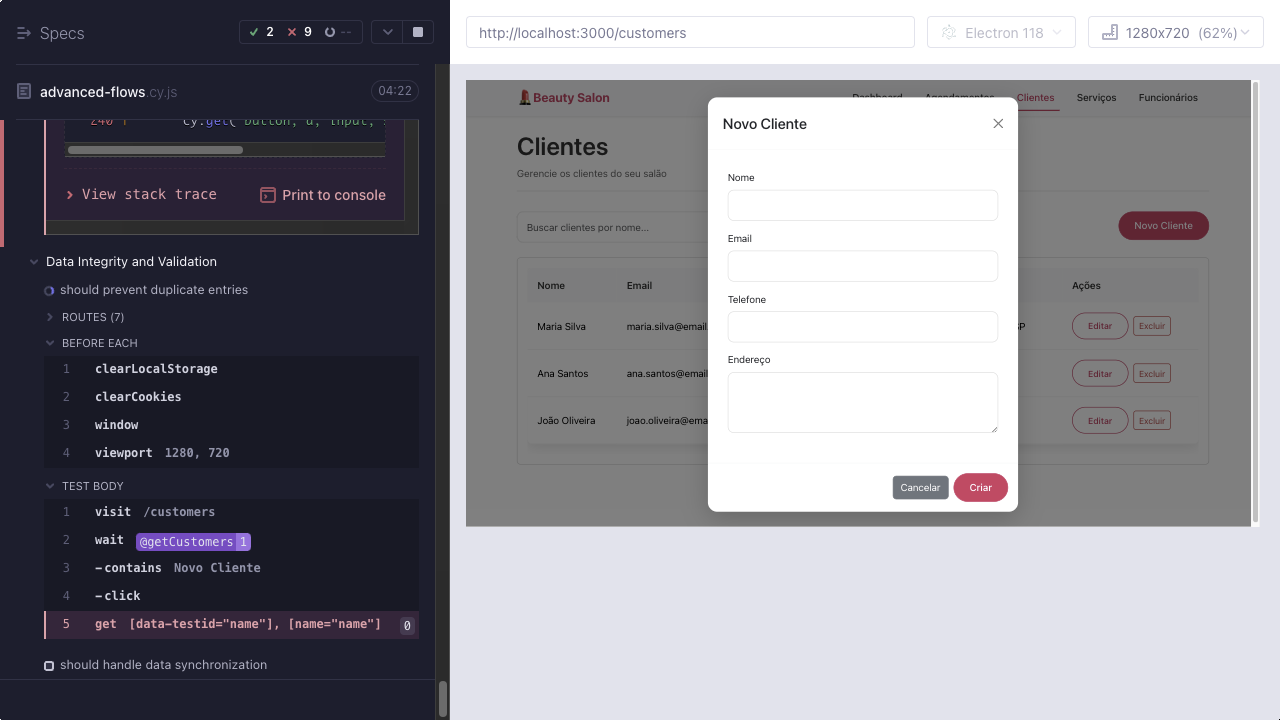 Specs
2
9
--
advanced-flows.cy.js
04:22
cy.get(
View stack trace
Print to console
Data Integrity and Validation
should prevent duplicate entries
ROUTES (7)
BEFORE EACH
1 clearLocalStorage
2 clearCookies
3 window
4 viewport 1280, 720
TEST BODY
1 visit /customers
2 wait @getCustomers 1
3 -contains Novo Cliente
4 -click
5 get [data-testid="name"], [name="name"] 0
should handle data synchronization
http://localhost:3000/customers
Electron 118
1280x720 (62%)
Beauty Salon
Dashboard
Agendamentos
Clientes
Serviços
Funcionários
Clientes
Gerencie os clientes do seu salão
Buscar clientes por nome...
Novo Cliente
Nome Email Ações
Maria Silva maria.silva@email SP Editar Excluir
Ana Santos ana.santos@email Editar Excluir
João Oliveira joao.oliveira@ema Editar Excluir
Novo Cliente
Nome
Email
Telefone
Endereço
Cancelar
Criar